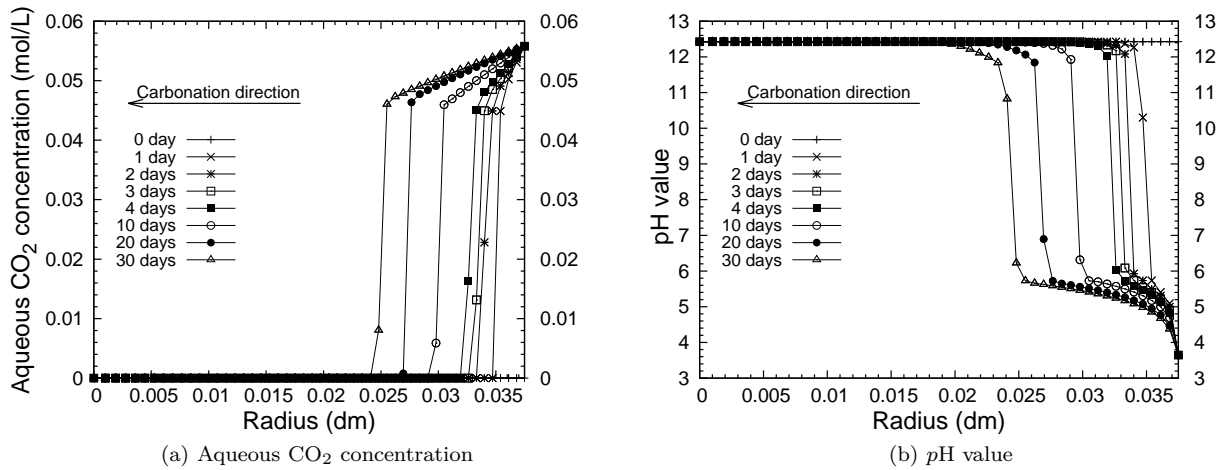 Aqueous CO2 concentration (mol/L)
0.06 0.06
0.05 0.05
0.04 0.04
0.03 0.03
0.02 0.02
0.01 0.01
0 0
Carbonation direction
0 day
1 day
2 days
3 days
4 days
10 days
20 days
30 days
0 0.005 0.01 0.015 0.02 0.025 0.03 0.035
Radius (dm)
(a) Aqueous CO2 concentration
pH value
13 13
12 12
11 11
10 10
9 9
8 8
7 7
6 6
5 5
4 4
3 3
Carbonation direction
0 day
1 day
2 days
3 days
4 days
10 days
20 days
30 days
0 0.005 0.01 0.015 0.02 0.025 0.03 0.035
Radius (dm)
(b) pH value